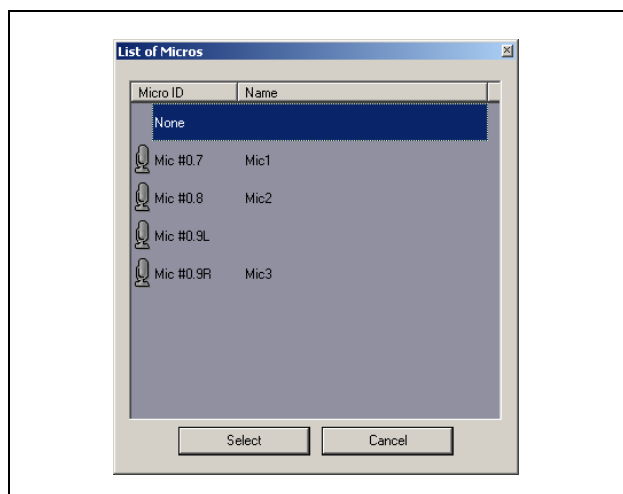 List of Micros
Micro ID Name
None
Mic #0.7 Mic1
Mic #0.8 Mic2
Mic #0.9L
Mic #0.9R Mic3
Select Cancel